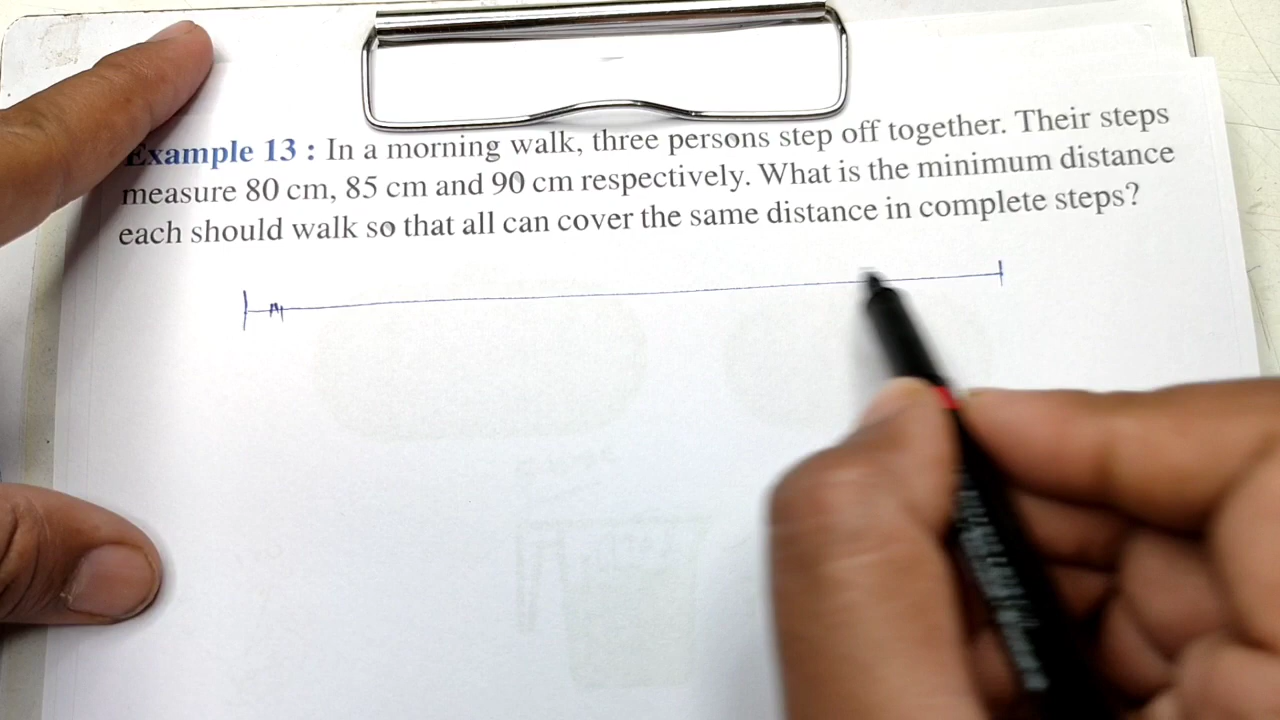 Example 13 : In a morning walk, three persons step off together. Their steps
measure 80 cm, 85 cm and 90 cm respectively. What is the minimum distance
each should walk so that all can cover the same distance in complete steps?